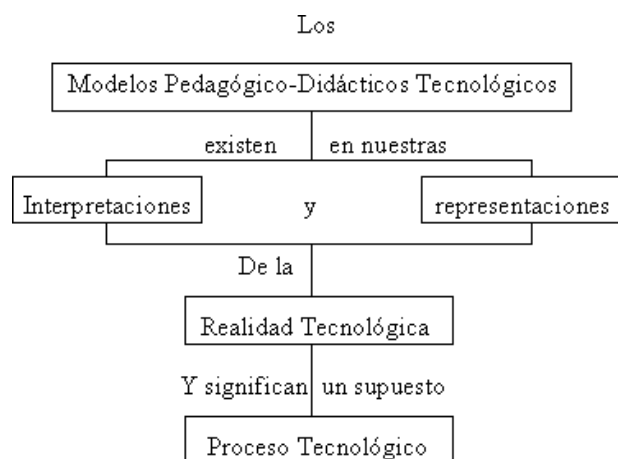 Los
Modelos Pedagógico-Didácticos Tecnológicos
existen en nuestras
Interpretaciones y representaciones
De la
Realidad Tecnológica
Y significan un supuesto
Proceso Tecnológico